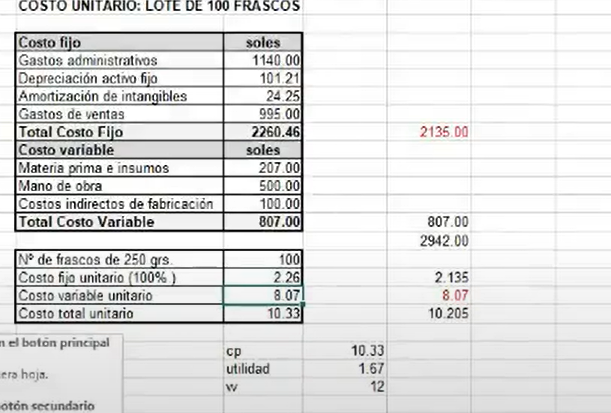 COSTO UNITARIO: LOTE DE 100 FRASCOS
Costo fijo soles
Gastos administrativos 1140.00
Depreciación activo fijo 101.21
Amortización de intangibles 24.25
Gastos de ventas 995.00
Total Costo Fijo 2260.46 2135.00
Costo variable soles
Materia prima e insumos 207.00
Mano de obra 500.00
Costos indirectos de fabricación 100.00
Total Costo Variable 807.00 807.00
2942.00
Nº de frascos de 250 grs. 100
Costo fijo unitario (100% ) 2.26 2.135
Costo variable unitario 8.07 8.07
Costo total unitario 10.33 10.205
el botón principal
cp 10.33
utilidad 1.67
hoja.
w 12
botón secundario